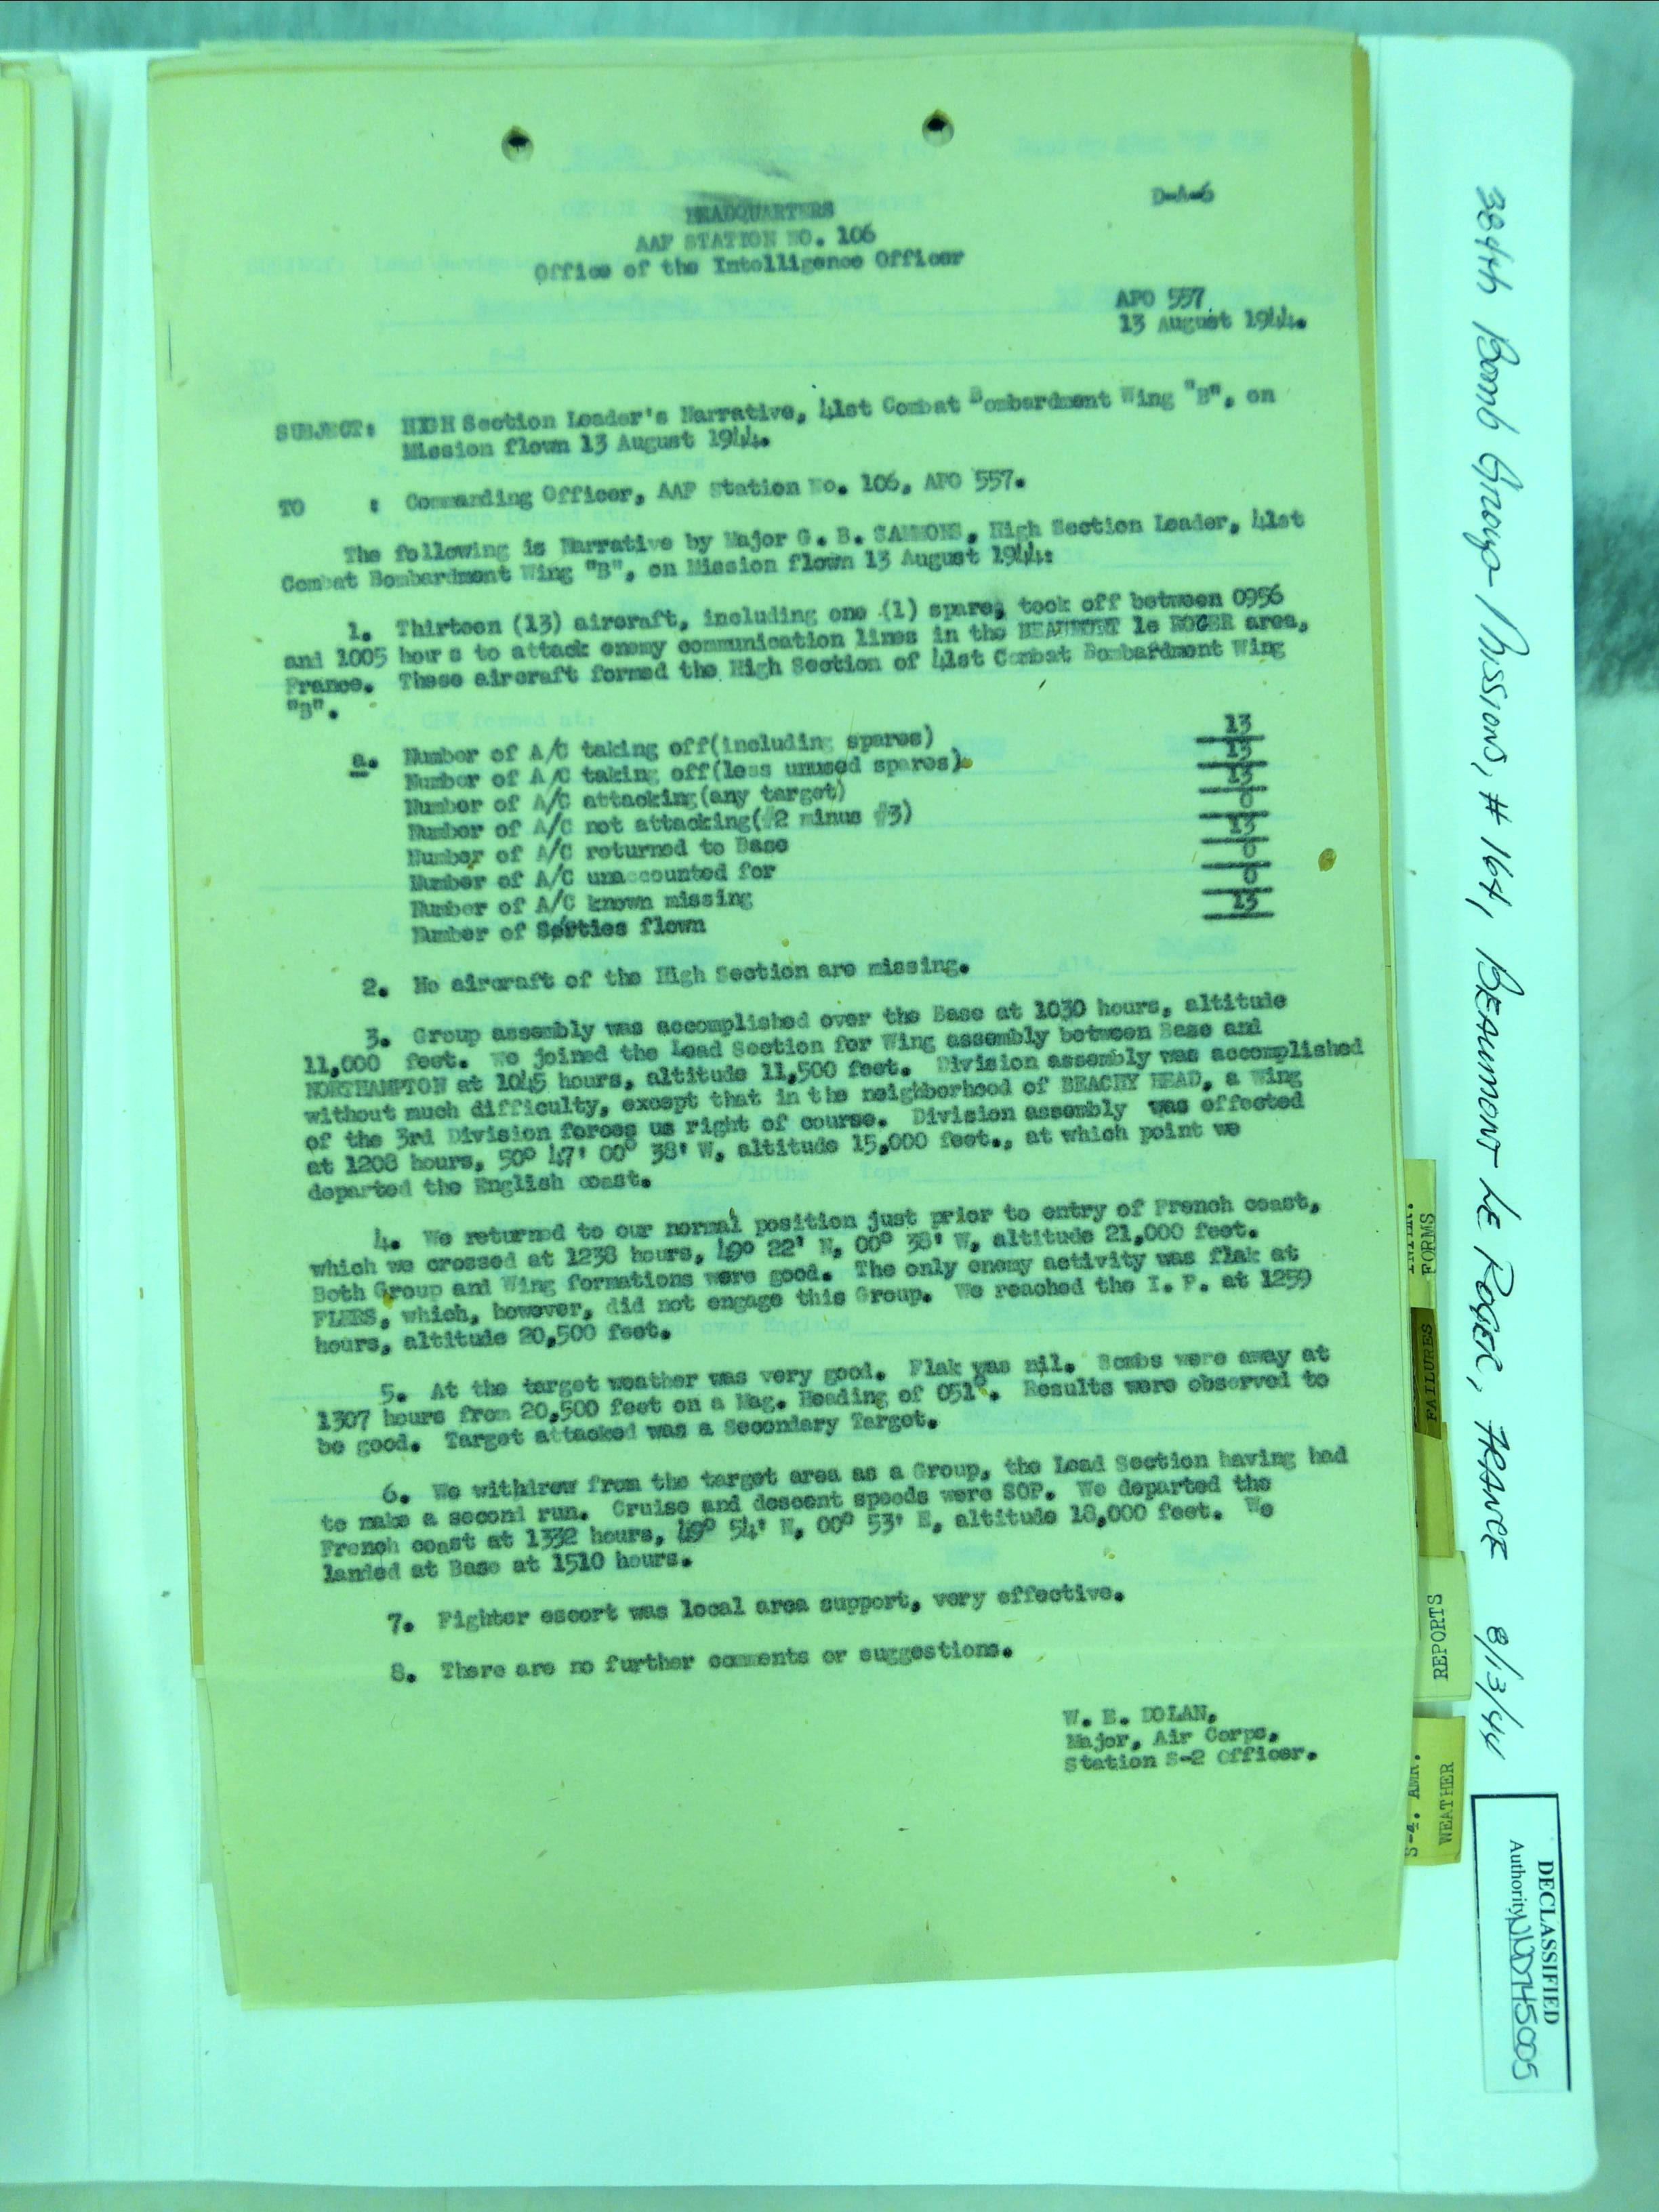 D-A-6
HEADQUARTERS
AAF STATION NO. 106
Office of the Intelligence Officer
APO 557
13 August 1944.
SUBJECT: HIGH Section Leader's Narrative, 41st Combat Bombardment Wing "B", on
Mission flown 13 August 1944.
TO : Commanding Officer, AAF Station No. 106, APO 557.
The following is Narrative by Major G. B. SAMMONS, High Section Leader, 41st
Combat Bombardment Wing "B", on Mission flown 13 August 1944:
1. Thirteen (13) aircraft, including one (1) spare, took off between 0956
and 1005 hour s to attack enemy communication lines in the BEAUMONT le ROGER area,
France. These aircraft formed the High Section of 41st Combat Bombardment Wing
"B".
a. Number of A/C taking off(including spares) 13
Number of A/C taking off(less unused spares). 13
Number of A/C attacking(any target) 13
Number of A/C not attacking(#2 minus #3) 0
Number of A/C returned to Base 13
Number of A/C unaccounted for 0
Number of A/C known missing 0
Number of Sorties flown 13
2. No aircraft of the High Section are missing.
3. Group assembly was accomplished over the Base at 1030 hours, altitude
11,000 feet. We joined the Lead Section for Wing assembly between Base and
NORTHAMPTON at 1045 hours, altitude 11,500 feet. Division assembly was accomplished
without much difficulty, except that in the neighborhood of BEACHY HEAD, a Wing
of the 3rd Division forces us right of course. Division assembly was effected
at 1208 hours, 50° 47' 00° 38' W, altitude 15,000 feet., at which point we
departed the English coast.
4. We returned to our normal position just prior to entry of French coast,
which we crossed at 1238 hours, 49° 22' N, 00° 38' W, altitude 21,000 feet.
Both Group and Wing formations were good. The only enemy activity was flak at
FLERS, which, however, did not engage this Group. We reached the I. P. at 1259
hours, altitude 20,500 feet.
5. At the target weather was very good. Flak was nil. Bombs were away at
1307 hours from 20,500 feet on a Mag. Heading of 051°. Results were observed to
be good. Target attacked was a Secondary Target.
6. We withdrew from the target area as a Group, the Lead Section having had
to make a second run. Cruise and descent speeds were SOP. We departed the
French coast at 1332 hours, 49° 54' N, 00° 53' E, altitude 18,000 feet. We
landed at Base at 1510 hours.
7. Fighter escort was local area support, very effective.
8. There are no further comments or suggestions.
W. E. DOLAN,
Major, Air Corps,
Station S-2 Officer.
FORMS
FAILURES
REPORTS
S-2. AMR.
WEATHER
384th Bomb Group Missions, #164, BEAUMONT LE ROGER, FRANCE 8/13/44
DECLASSIFIED
Authority NND745005